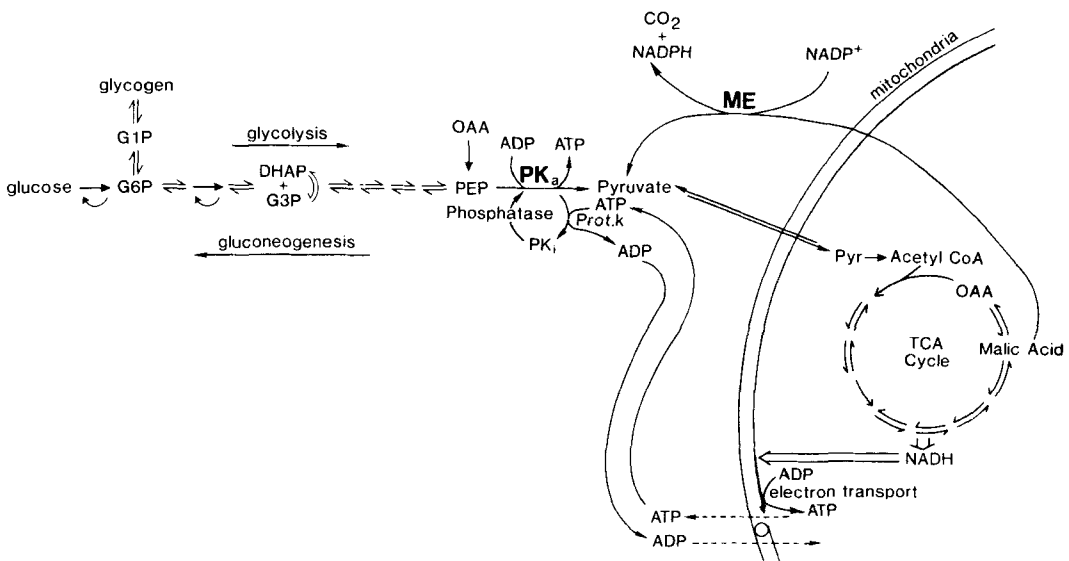 CO2
+
NADPH
NADP+
mitochondria
ME
glycogen
G1P
glycolysis
OAA
ADP
ATP
glucose
G6P
DHAP
+
G3P
PEP
PKa
Pyruvate
Phosphatase
ATP
Prot.k
PKi
ADP
gluconeogenesis
Pyr
Acetyl CoA
OAA
TCA
Cycle
Malic Acid
NADH
ADP
electron transport
ATP
ATP
ADP